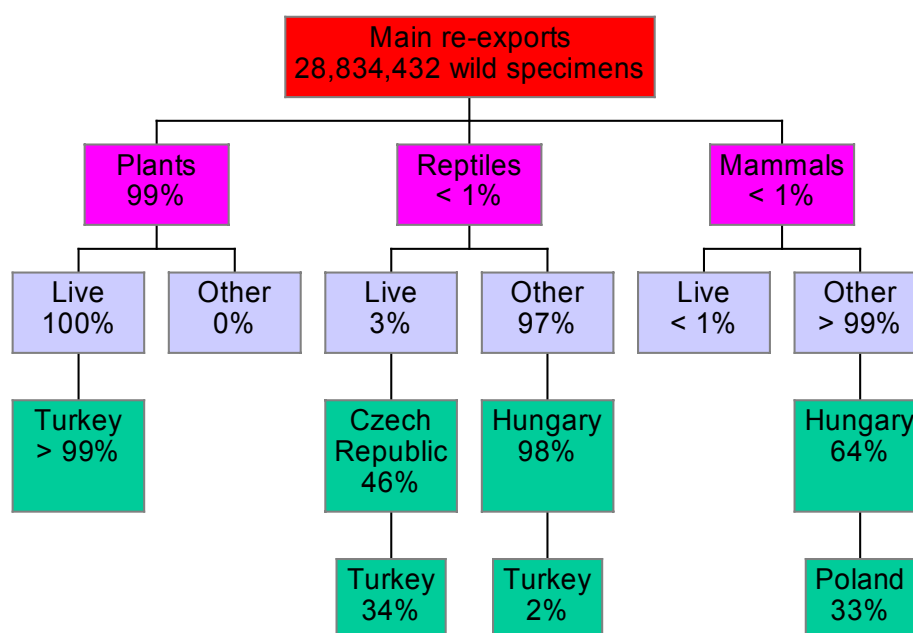 Main re-exports
28,834,432 wild specimens
Plants
99%
Reptiles
< 1%
Mammals
< 1%
Live
100%
Other
0%
Live
3%
Other
97%
Live
< 1%
Other
> 99%
Turkey
> 99%
Czech
Republic
46%
Hungary
98%
Hungary
64%
Turkey
34%
Turkey
2%
Poland
33%